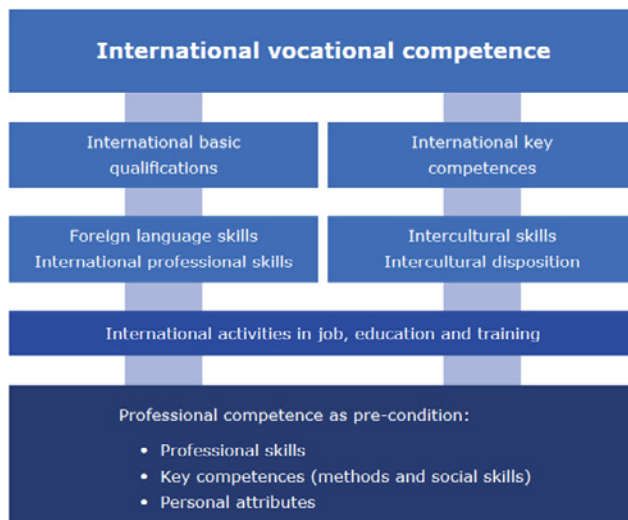 International vocational competence
International basic
qualifications
International key
competences
Foreign language skills
International professional skills
Intercultural skills
Intercultural disposition
International activities in job, education and training
Professional competence as pre-condition:
• Professional skills
• Key competences (methods and social skills)
• Personal attributes